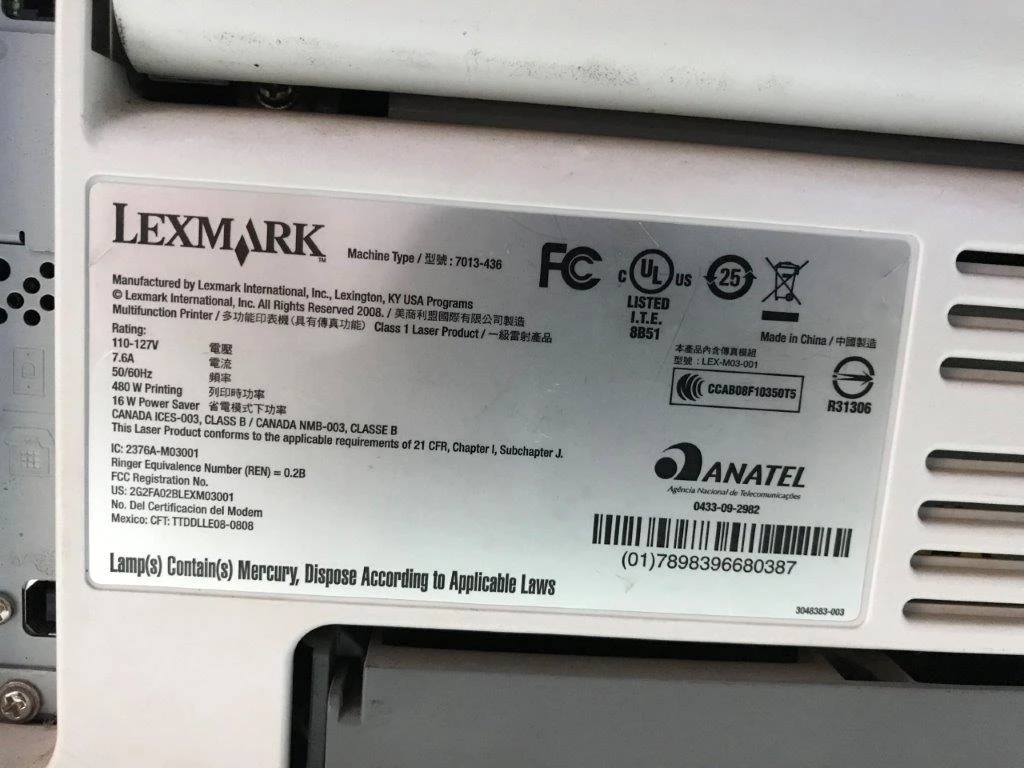 LEXMARK™
Machine Type / 型號 : 7013-436
Manufactured by Lexmark International, Inc., Lexington, KY USA Programs
© Lexmark International, Inc. All Rights Reserved 2008. / 美商利盟國際有限公司製造
Multifunction Printer / 多功能印表機 (具有傳真功能) Class 1 Laser Product / 一級雷射產品
Rating:
110-127V 電壓
7.6A 電流
50/60Hz 頻率
480 W Printing 列印時功率
16 W Power Saver 省電模式下功率
CANADA ICES-003, CLASS B / CANADA NMB-003, CLASSE B
This Laser Product conforms to the applicable requirements of 21 CFR, Chapter I, Subchapter J.
IC: 2376A-M03001
Ringer Equivalence Number (REN) = 0.2B
FCC Registration No.
US: 2G2FA02BLEXM03001
No. Del Certificacion del Modem
Mexico: CFT: TTDDLLE08-0808
Lamp(s) Contain(s) Mercury, Dispose According to Applicable Laws
FC
C UL US
LISTED
I.T.E.
8B51
25
Made in China / 中國製造
本產品內含傳真模組
型號 : LEX-M03-001
CCAB08F10350T5
R31306
ANATEL
Agência Nacional de Telecomunicações
0433-09-2982
(01)7898396680387
3048383-003